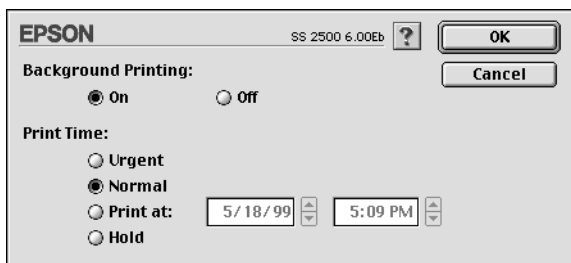 EPSON SS 2500 6.00Eb ? OK
Background Printing: Cancel
On Off
Print Time:
Urgent
Normal
Print at: 5/18/99 5:09 PM
Hold